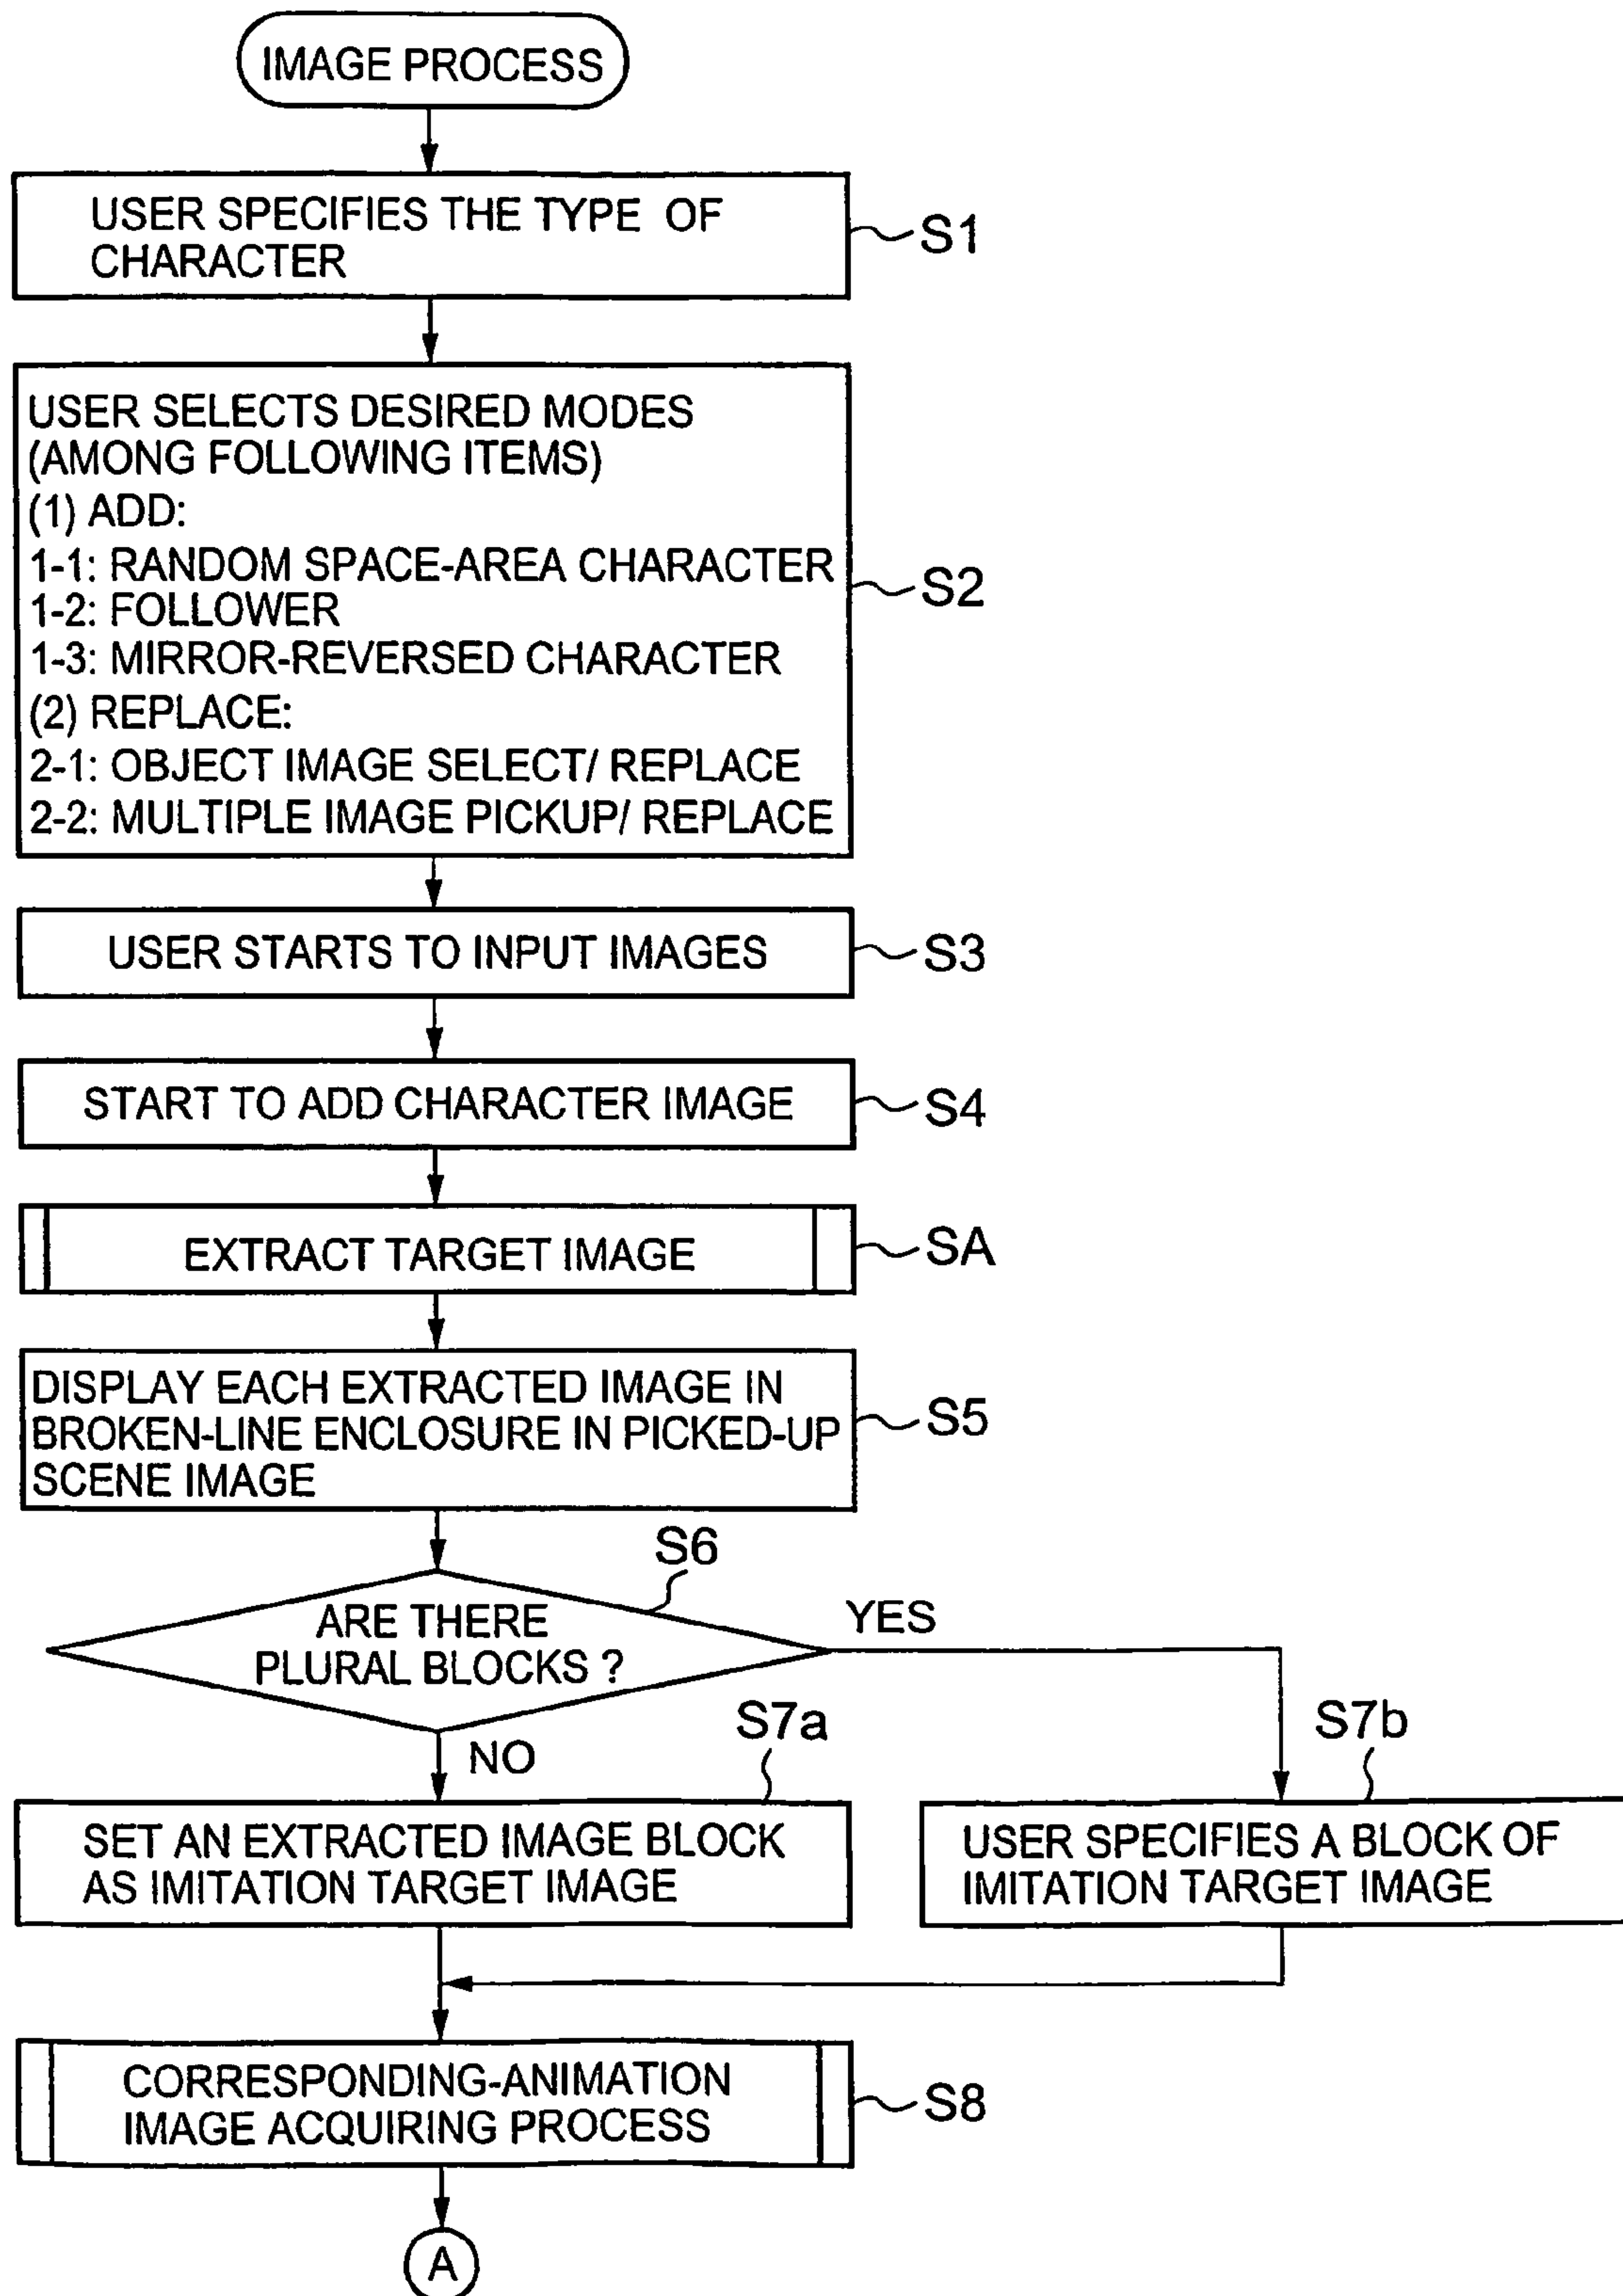 IMAGE PROCESS
USER SPECIFIES THE TYPE OF
CHARACTER
S1
USER SELECTS DESIRED MODES
(AMONG FOLLOWING ITEMS)
(1) ADD:
1-1: RANDOM SPACE-AREA CHARACTER
1-2: FOLLOWER
1-3: MIRROR-REVERSED CHARACTER
(2) REPLACE:
2-1: OBJECT IMAGE SELECT/ REPLACE
2-2: MULTIPLE IMAGE PICKUP/ REPLACE
S2
USER STARTS TO INPUT IMAGES
S3
START TO ADD CHARACTER IMAGE
S4
EXTRACT TARGET IMAGE
SA
DISPLAY EACH EXTRACTED IMAGE IN
BROKEN-LINE ENCLOSURE IN PICKED-UP
SCENE IMAGE
S5
S6
ARE THERE
PLURAL BLOCKS ?
YES
NO
S7a
SET AN EXTRACTED IMAGE BLOCK
AS IMITATION TARGET IMAGE
S7b
USER SPECIFIES A BLOCK OF
IMITATION TARGET IMAGE
CORRESPONDING-ANIMATION
IMAGE ACQUIRING PROCESS
S8
A